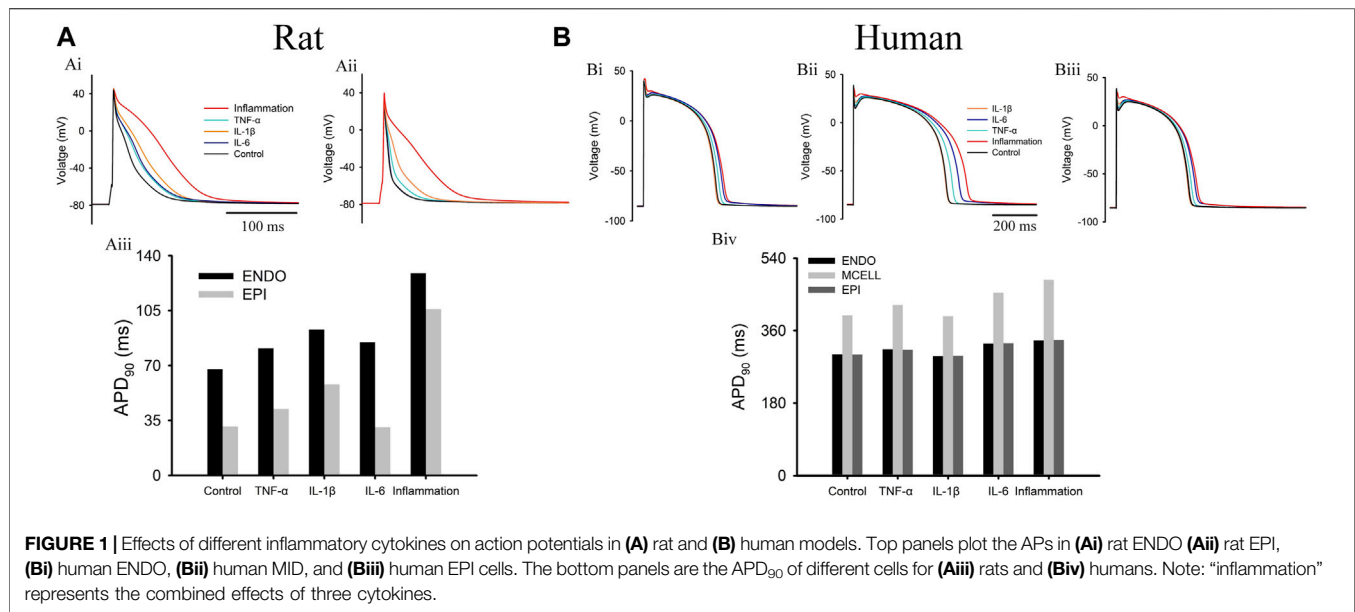 A Rat
Ai
Volatge (mV)
40
0
-40
-80
Inflammation
TNF-α
IL-1β
IL-6
Control
100 ms
Aii
Voltage (mV)
40
0
-40
-80
B Human
Bi
Voltage (mV)
50
0
-50
-100
Bii
Voltage (mV)
50
0
-50
-100
IL-1β
IL-6
TNF-α
Inflammation
Control
200 ms
Biii
Voltage (mV)
50
0
-50
-100
Aiii
APD90 (ms)
140
105
70
35
0
ENDO
EPI
Control TNF-α IL-1β IL-6 Inflammation
Biv
APD90 (ms)
540
360
180
0
ENDO
MCELL
EPI
Control TNF-α IL-1β IL-6 Inflammation
FIGURE 1 | Effects of different inflammatory cytokines on action potentials in (A) rat and (B) human models. Top panels plot the APs in (Ai) rat ENDO (Aii) rat EPI,
(Bi) human ENDO, (Bii) human MID, and (Biii) human EPI cells. The bottom panels are the APD90 of different cells for (Aiii) rats and (Biv) humans. Note: “inflammation”
represents the combined effects of three cytokines.